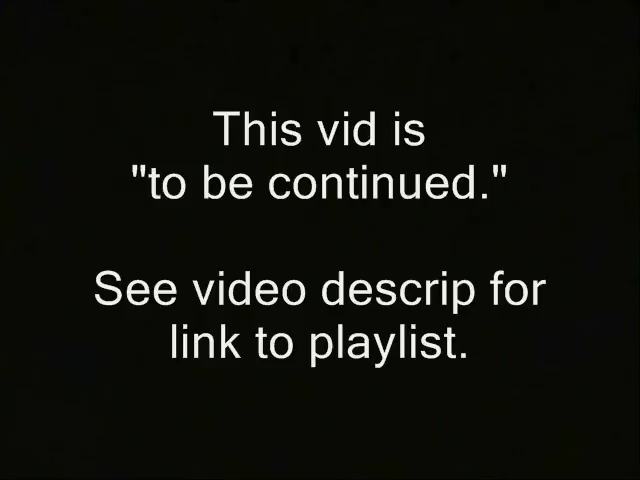 This vid is
"to be continued."
See video descrip for
link to playlist.